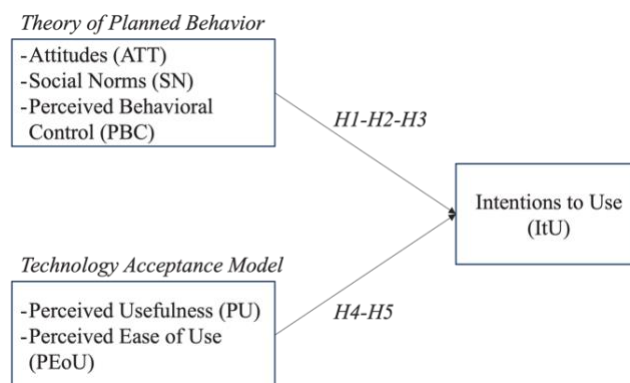 Theory of Planned Behavior
-Attitudes (ATT)
-Social Norms (SN)
-Perceived Behavioral
Control (PBC)
H1-H2-H3
Intentions to Use
(ItU)
Technology Acceptance Model
-Perceived Usefulness (PU)
-Perceived Ease of Use
(PEoU)
H4-H5